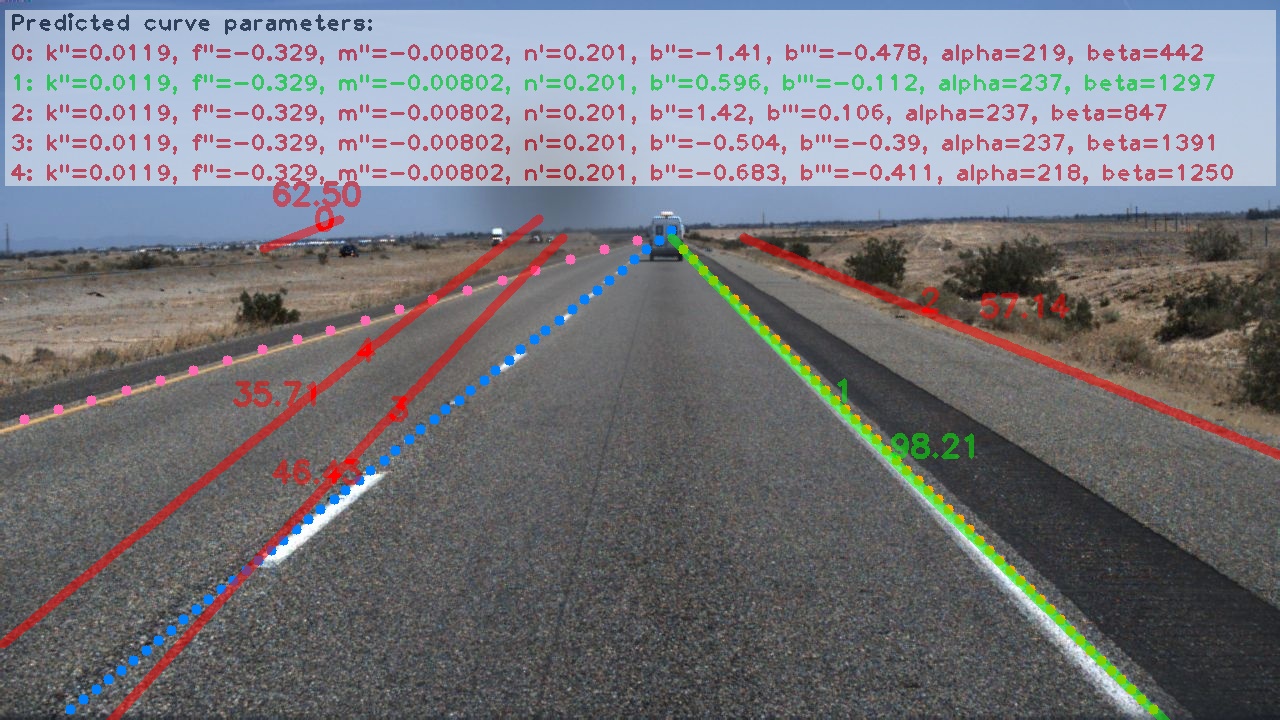 Predicted curve parameters:
0: k"=0.0119, f"=-0.329, m"=-0.00802, n'=0.201, b"=-1.41, b'''=-0.478, alpha=219, beta=442
1: k"=0.0119, f"=-0.329, m"=-0.00802, n'=0.201, b"=0.596, b'''=-0.112, alpha=237, beta=1297
2: k"=0.0119, f"=-0.329, m"=-0.00802, n'=0.201, b"=1.42, b'''=0.106, alpha=237, beta=847
3: k"=0.0119, f"=-0.329, m"=-0.00802, n'=0.201, b"=-0.504, b'''=-0.39, alpha=237, beta=1391
4: k"=0.0119, f"=-0.329, m"=-0.00802, n'=0.201, b"=-0.683, b'''=-0.411, alpha=218, beta=1250
62.50
0
2
57.14
4
35.71
1
3
98.21